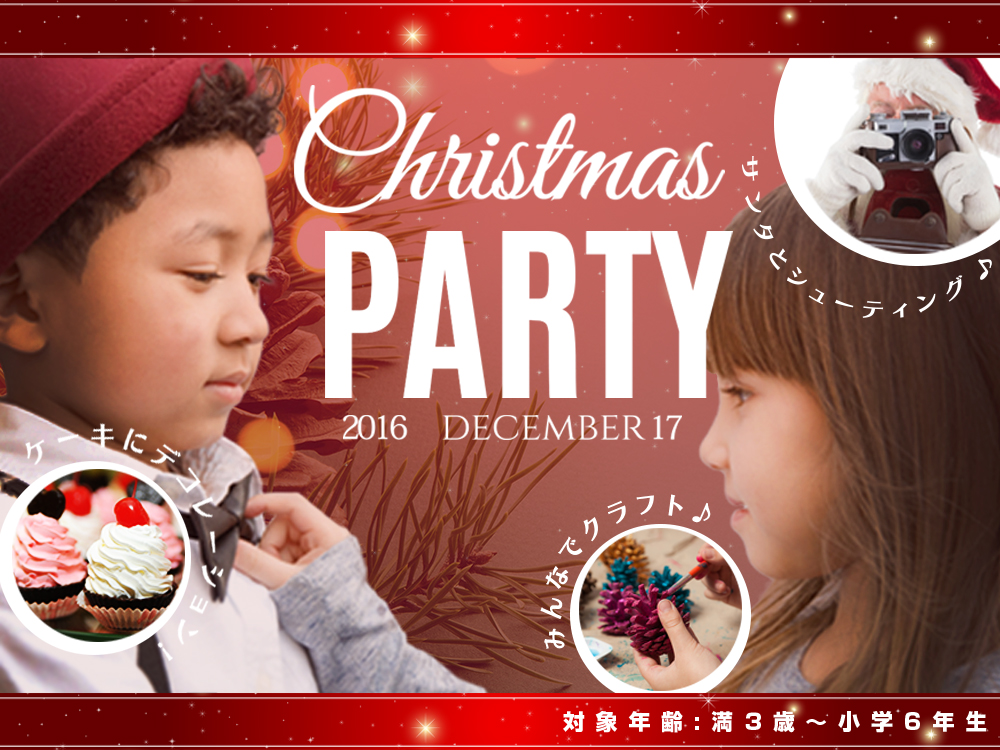 Christmas
PARTY
2016 DECEMBER 17
サンタとシューティング♪
ケーキにデコレーション!
みんなでクラフト♪
対象年齢:満3歳~小学6年生